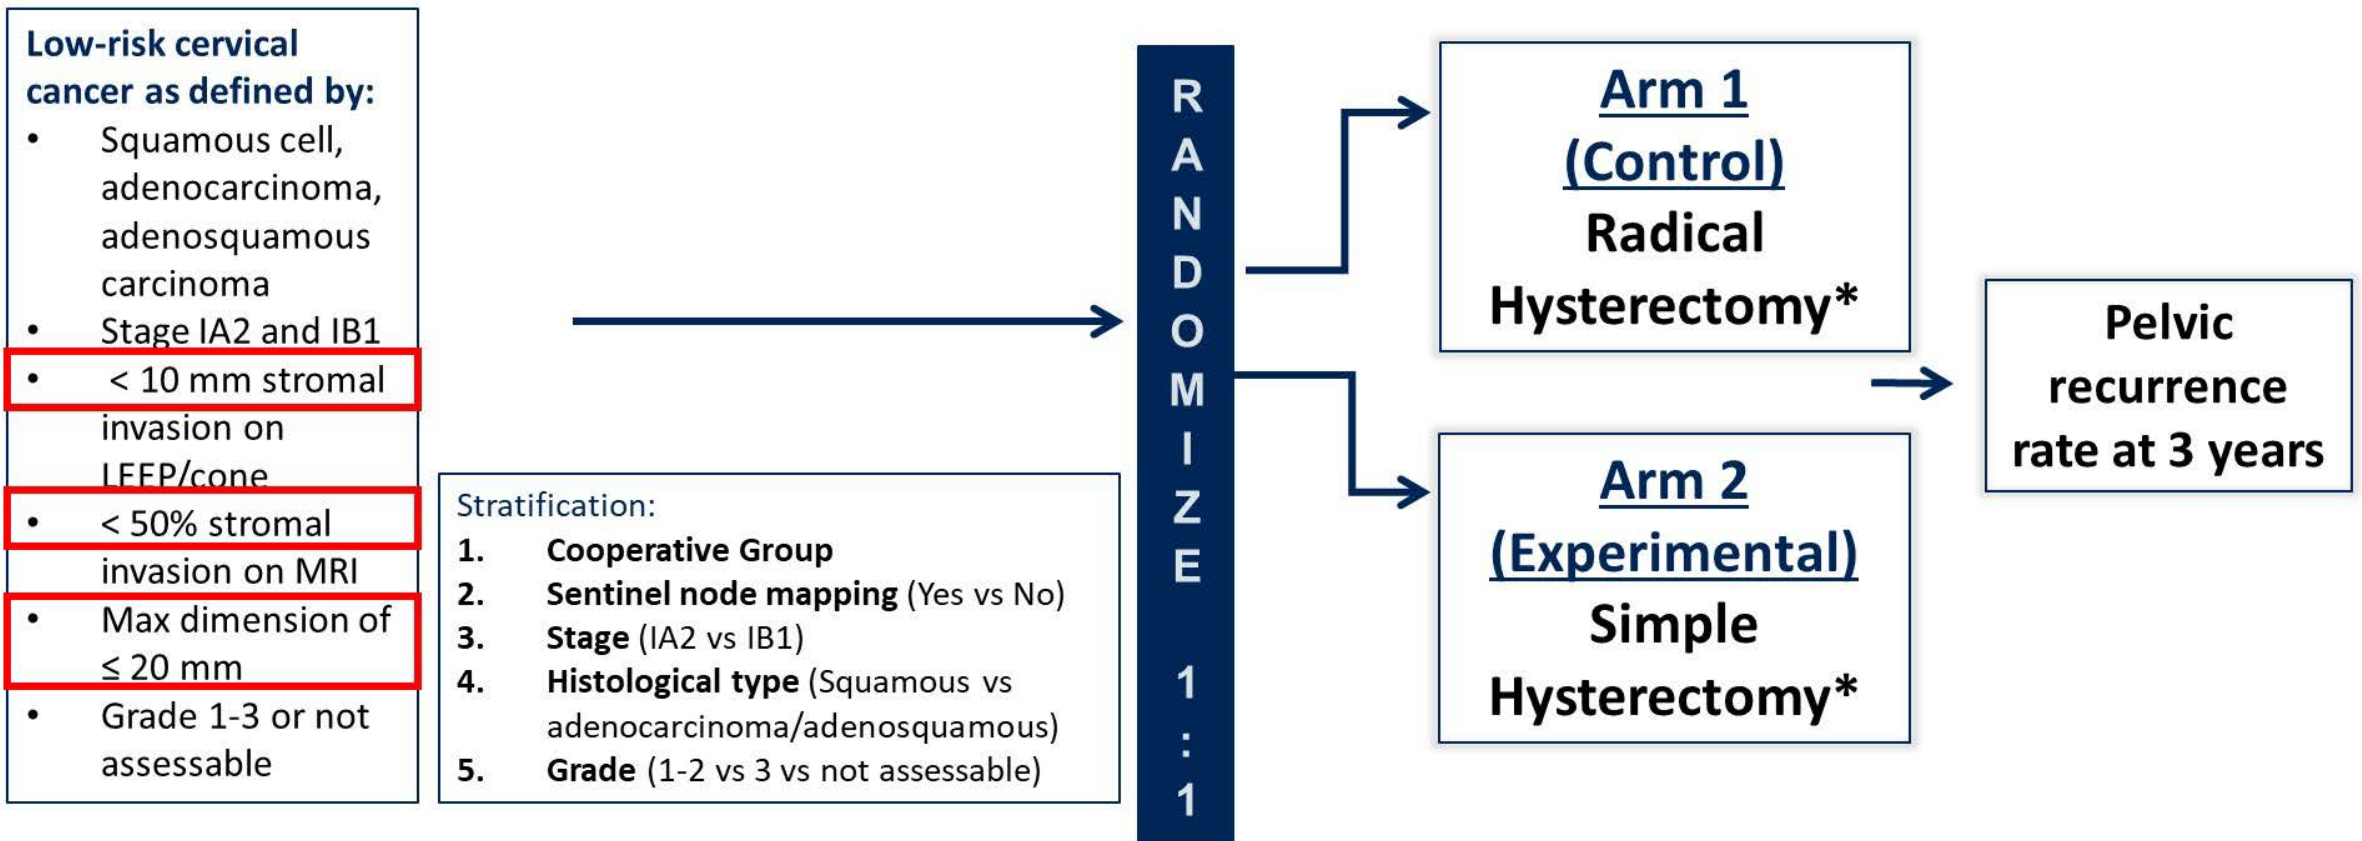 Low-risk cervical
cancer as defined by:
• Squamous cell,
adenocarcinoma,
adenosquamous
carcinoma
• Stage IA2 and IB1
• < 10 mm stromal
invasion on
LEEP/cone
• < 50% stromal
invasion on MRI
• Max dimension of
≤ 20 mm
• Grade 1-3 or not
assessable
Stratification:
1. Cooperative Group
2. Sentinel node mapping (Yes vs No)
3. Stage (IA2 vs IB1)
4. Histological type (Squamous vs
adenocarcinoma/adenosquamous)
5. Grade (1-2 vs 3 vs not assessable)
RANDOMIZE 1:1
Arm 1
(Control)
Radical
Hysterectomy*
Arm 2
(Experimental)
Simple
Hysterectomy*
Pelvic
recurrence
rate at 3 years